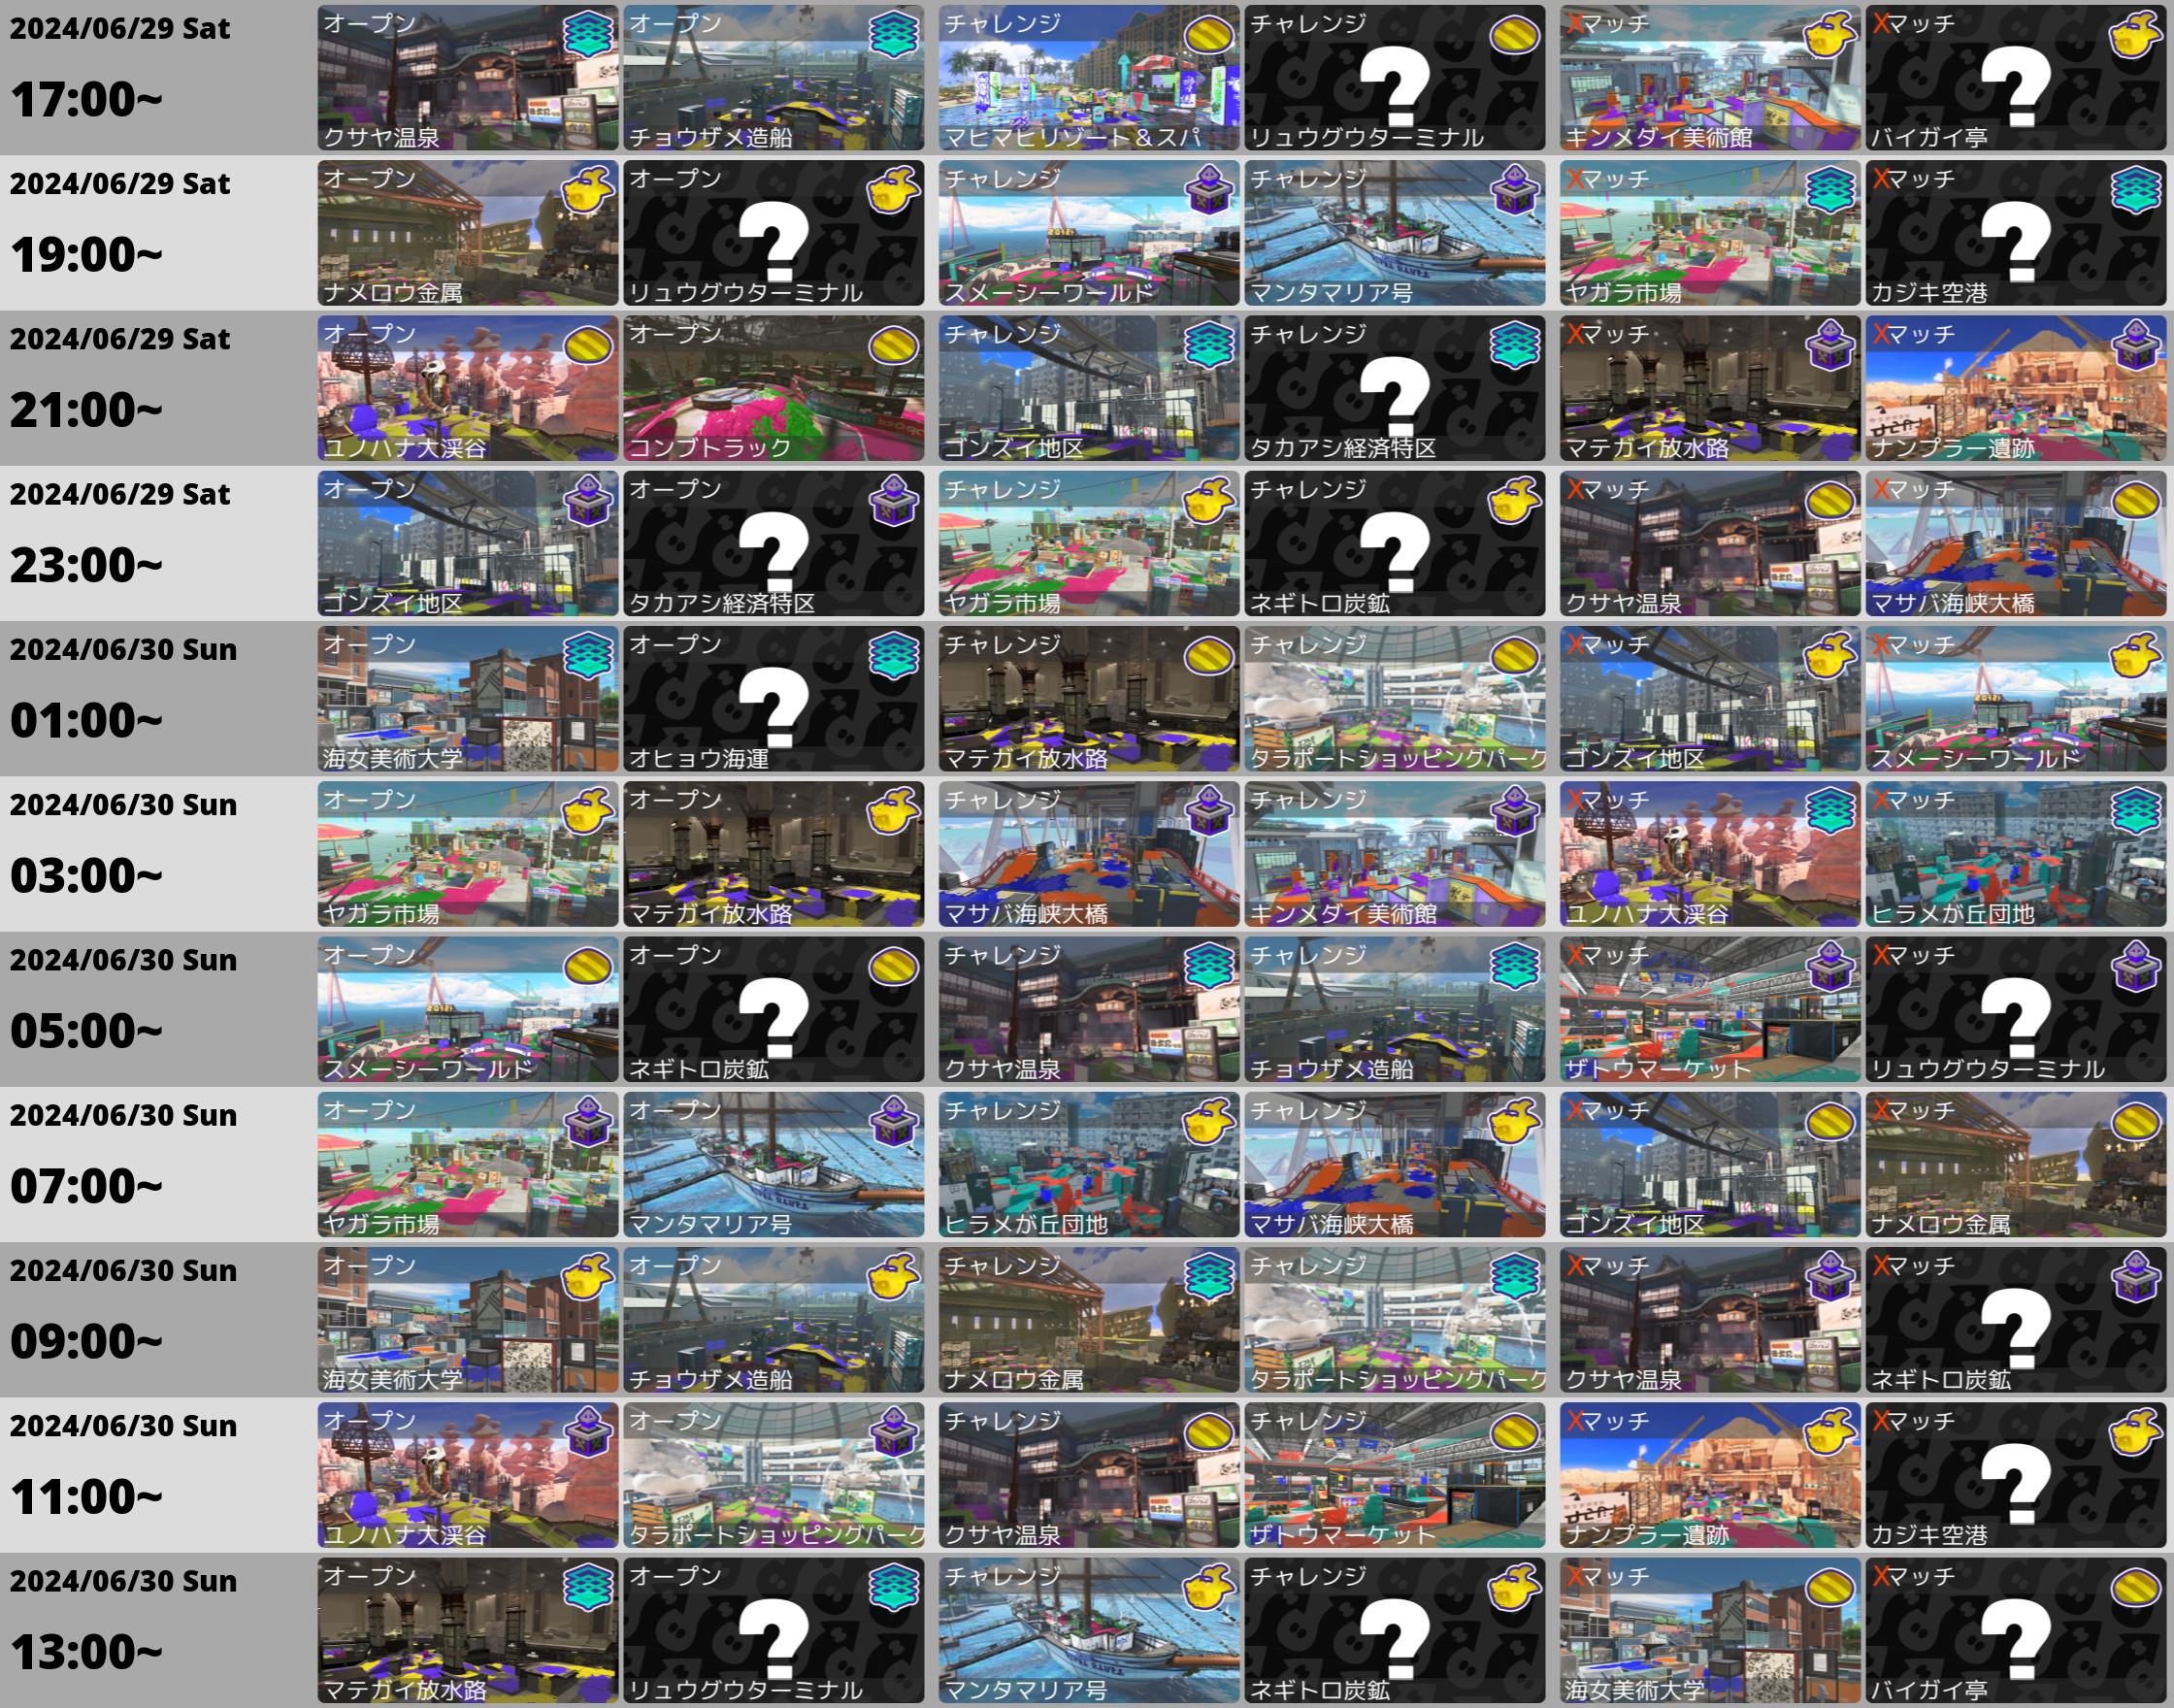 2024/06/29 Sat
17:00~
オープン
クサヤ温泉
オープン
チョウザメ造船
チャレンジ
マヒマヒリゾート＆スパ
チャレンジ
?
リュウグウターミナル
Xマッチ
キンメダイ美術館
Xマッチ
?
バイガイ亭
2024/06/29 Sat
19:00~
オープン
ナメロウ金属
オープン
?
リュウグウターミナル
チャレンジ
スメーシーワールド
チャレンジ
マンタマリア号
Xマッチ
ヤガラ市場
Xマッチ
?
カジキ空港
2024/06/29 Sat
21:00~
オープン
ユノハナ大渓谷
オープン
コンブトラック
チャレンジ
ゴンズイ地区
チャレンジ
?
タカアシ経済特区
Xマッチ
マテガイ放水路
Xマッチ
ナンプラー遺跡
2024/06/29 Sat
23:00~
オープン
ゴンズイ地区
オープン
?
タカアシ経済特区
チャレンジ
ヤガラ市場
チャレンジ
?
ネギトロ炭鉱
Xマッチ
クサヤ温泉
Xマッチ
マサバ海峡大橋
2024/06/30 Sun
01:00~
オープン
海女美術大学
オープン
?
オヒョウ海運
チャレンジ
マテガイ放水路
チャレンジ
タラポートショッピングパーク
Xマッチ
ゴンズイ地区
Xマッチ
スメーシーワールド
2024/06/30 Sun
03:00~
オープン
ヤガラ市場
オープン
マテガイ放水路
チャレンジ
マサバ海峡大橋
チャレンジ
キンメダイ美術館
Xマッチ
ユノハナ大渓谷
Xマッチ
ヒラメが丘団地
2024/06/30 Sun
05:00~
オープン
スメーシーワールド
オープン
?
ネギトロ炭鉱
チャレンジ
クサヤ温泉
チャレンジ
チョウザメ造船
Xマッチ
ザトウマーケット
Xマッチ
?
リュウグウターミナル
2024/06/30 Sun
07:00~
オープン
ヤガラ市場
オープン
マンタマリア号
チャレンジ
ヒラメが丘団地
チャレンジ
マサバ海峡大橋
Xマッチ
ゴンズイ地区
Xマッチ
ナメロウ金属
2024/06/30 Sun
09:00~
オープン
海女美術大学
オープン
チョウザメ造船
チャレンジ
ナメロウ金属
チャレンジ
タラポートショッピングパーク
Xマッチ
クサヤ温泉
Xマッチ
?
ネギトロ炭鉱
2024/06/30 Sun
11:00~
オープン
ユノハナ大渓谷
オープン
タラポートショッピングパーク
チャレンジ
クサヤ温泉
チャレンジ
ザトウマーケット
Xマッチ
ナンプラー遺跡
Xマッチ
?
カジキ空港
2024/06/30 Sun
13:00~
オープン
マテガイ放水路
オープン
?
リュウグウターミナル
チャレンジ
マンタマリア号
チャレンジ
?
ネギトロ炭鉱
Xマッチ
海女美術大学
Xマッチ
?
バイガイ亭